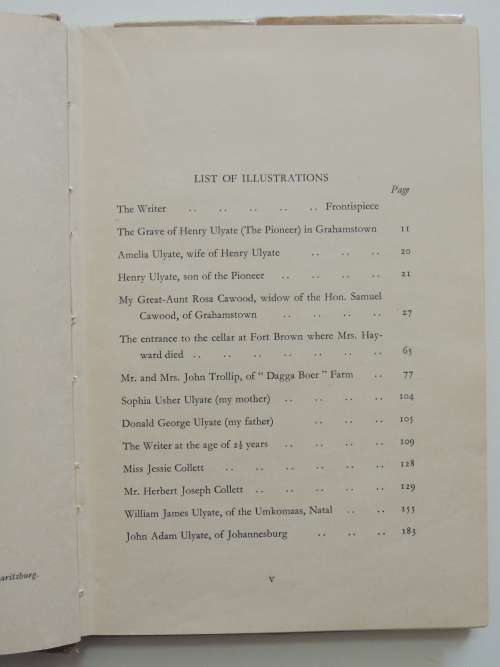 LIST OF ILLUSTRATIONS
Page
The Writer .. .. .. .. .. Frontispiece
The Grave of Henry Ulyate (The Pioneer) in Grahamstown 11
Amelia Ulyate, wife of Henry Ulyate .. .. .. 20
Henry Ulyate, son of the Pioneer .. .. .. .. 21
My Great-Aunt Rosa Cawood, widow of the Hon. Samuel
Cawood, of Grahamstown .. .. .. .. 27
The entrance to the cellar at Fort Brown where Mrs. Hay-
ward died .. .. .. .. .. .. .. 65
Mr. and Mrs. John Trollip, of "Dagga Boer" Farm .. 77
Sophia Usher Ulyate (my mother) .. .. .. .. 104
Donald George Ulyate (my father) .. .. .. 105
The Writer at the age of 2½ years .. .. .. .. 109
Miss Jessie Collett .. .. .. .. .. .. 128
Mr. Herbert Joseph Collett .. .. .. .. .. 129
William James Ulyate, of the Umkomaas, Natal .. .. 155
John Adam Ulyate, of Johannesburg .. .. .. 183
v
aritzburg.